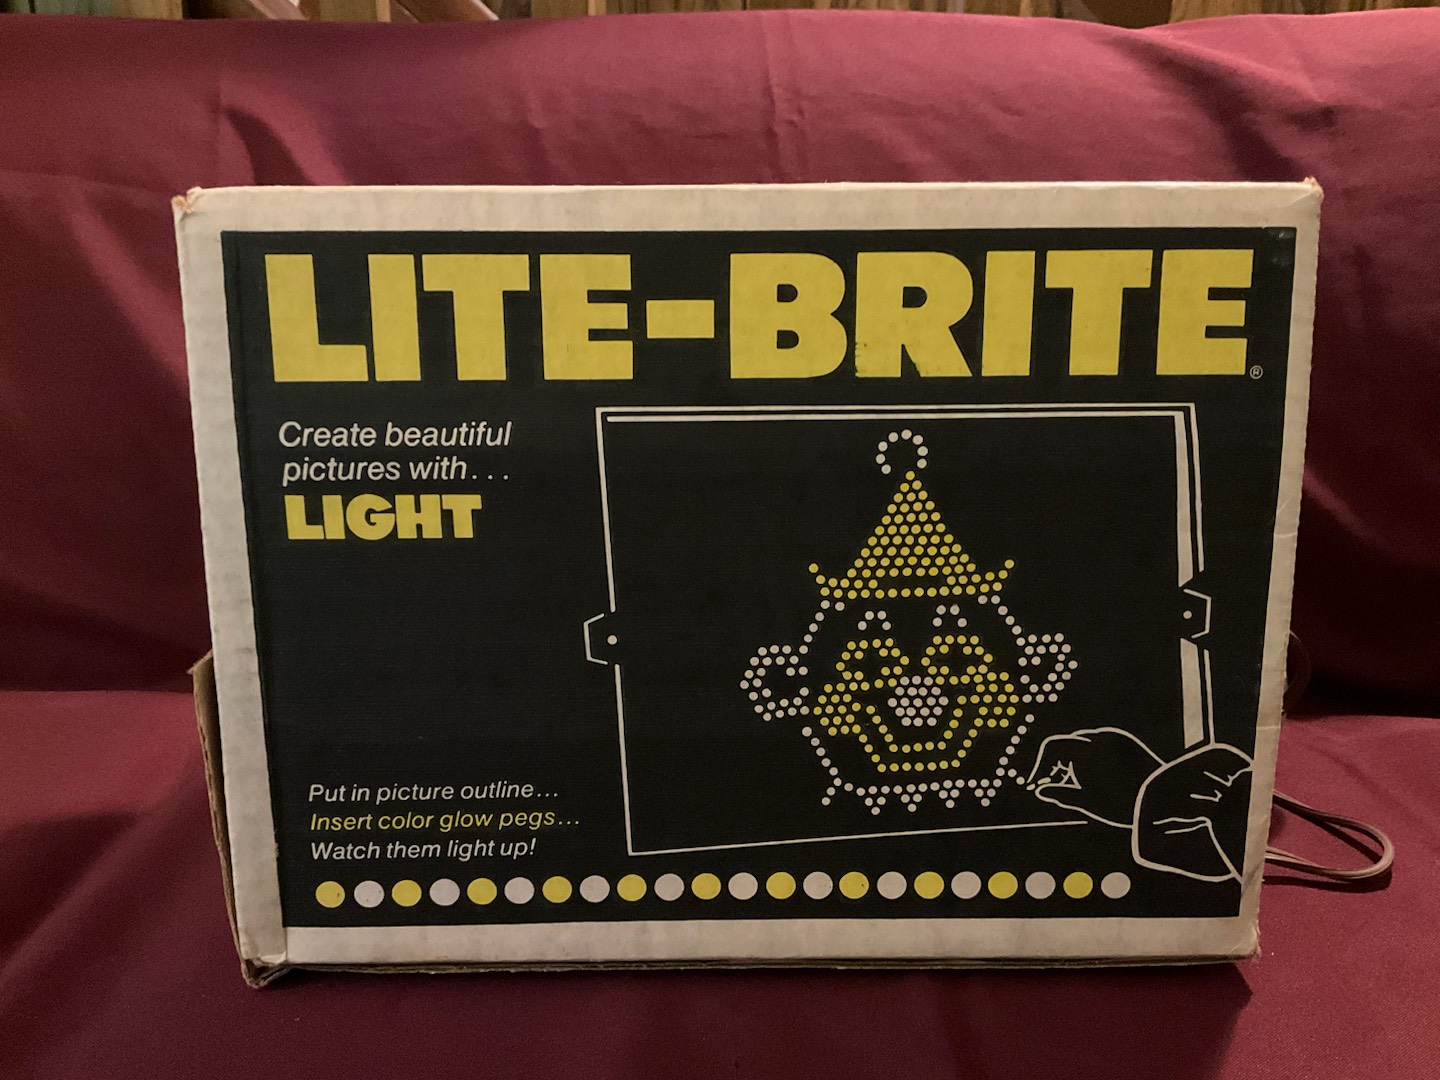 LITE-BRITE®
Create beautiful
pictures with...
LIGHT
Put in picture outline...
Insert color glow pegs...
Watch them light up!